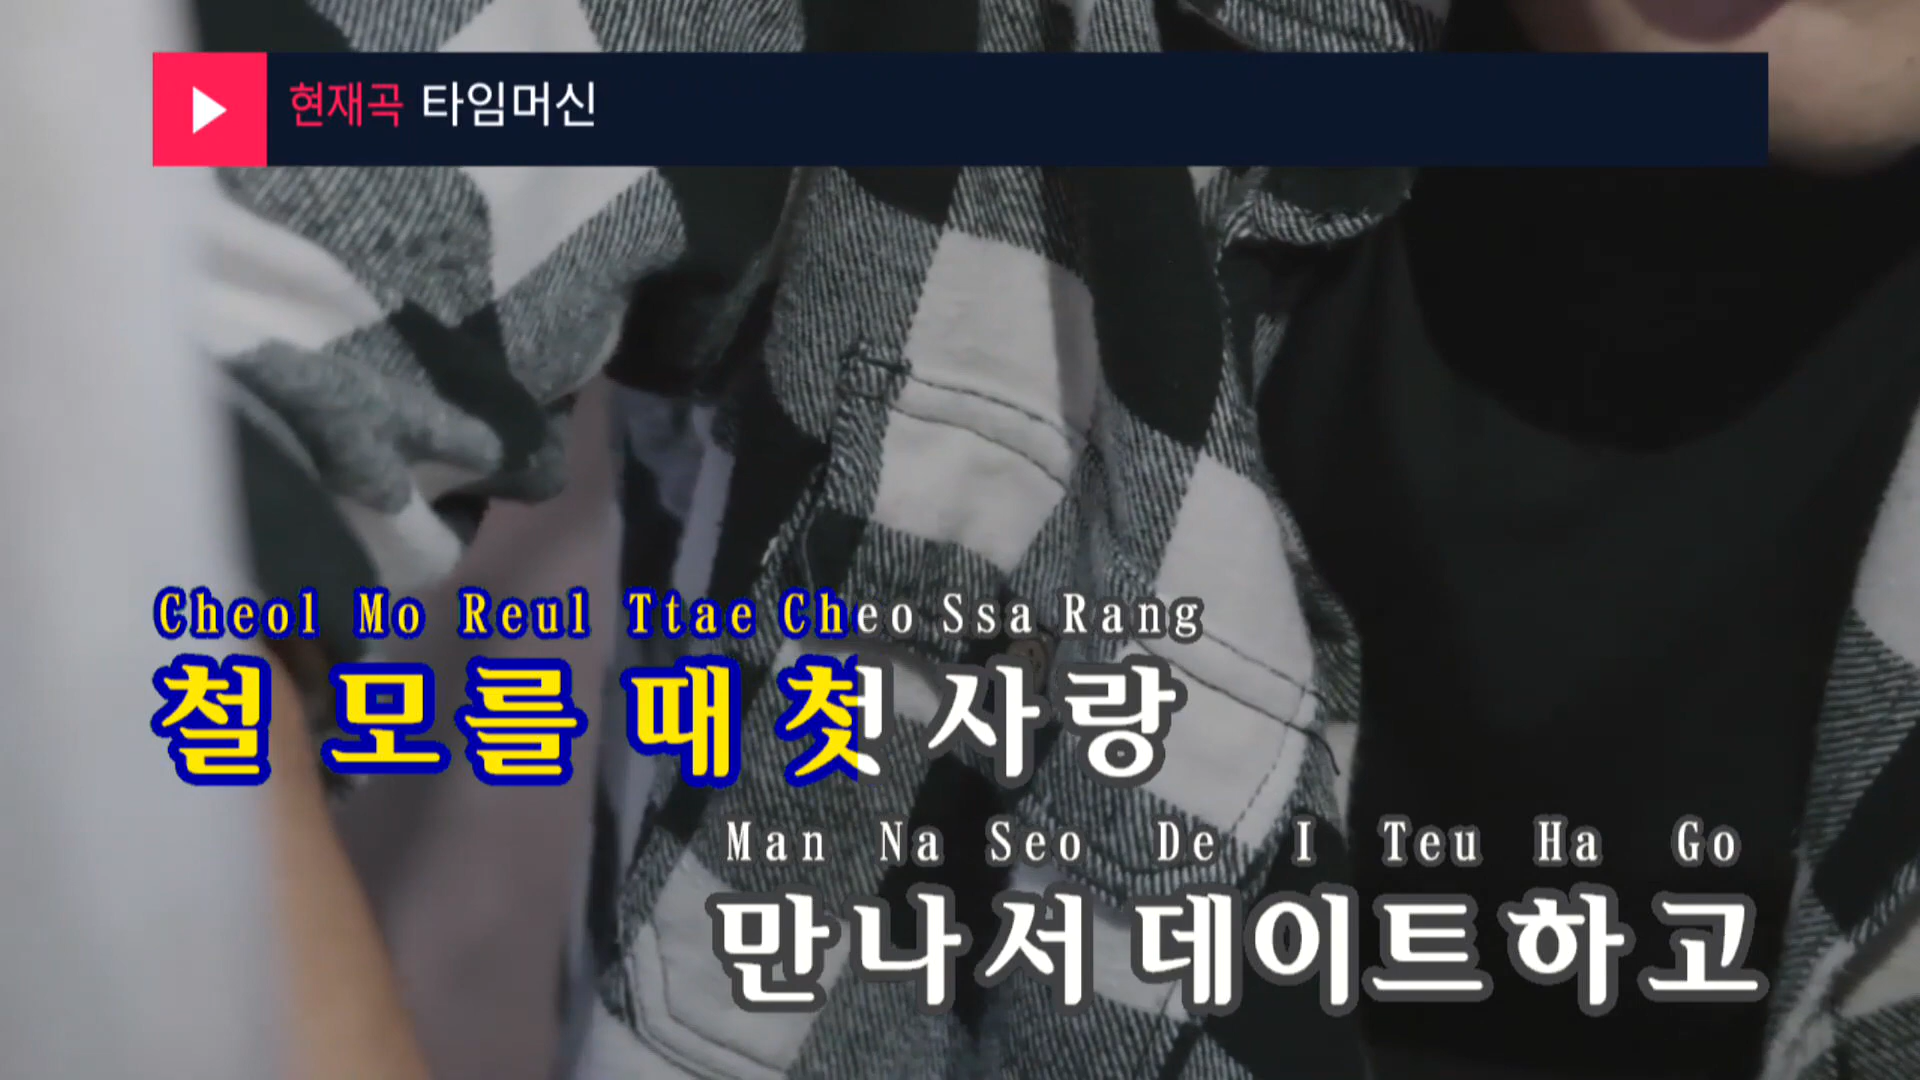 현재곡 타임머신
Cheol Mo Reul Ttae Cheo Ssa Rang
철 모를 때 첫사랑
Man Na Seo De I Teu Ha Go
만나서 데이트하고